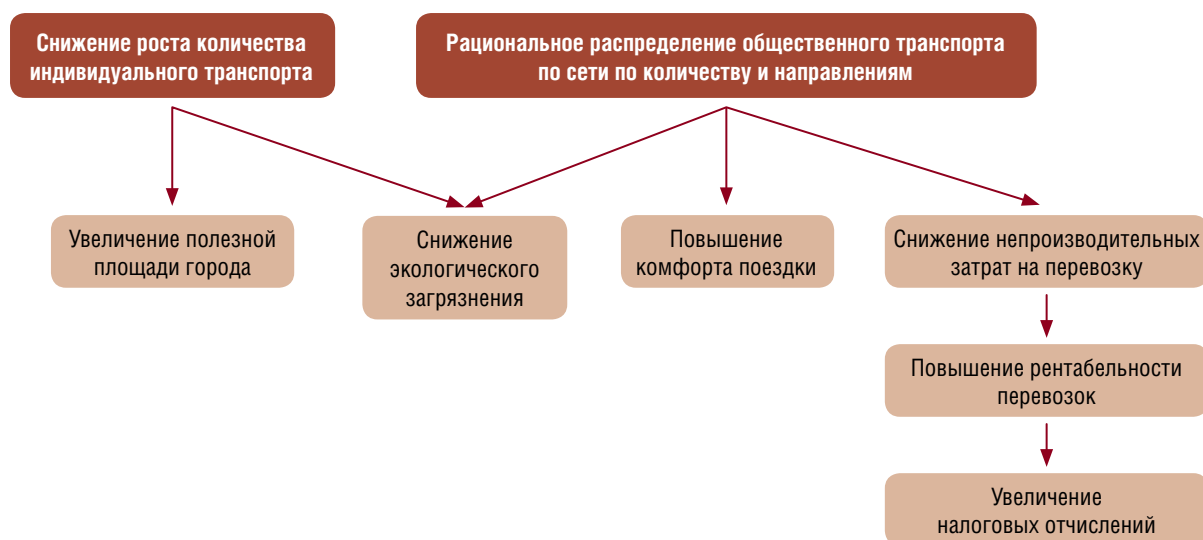 Снижение роста количества
индивидуального транспорта
Рациональное распределение общественного транспорта
по сети по количеству и направлениям
Увеличение полезной
площади города
Снижение
экологического
загрязнения
Повышение
комфорта поездки
Снижение непроизводительных
затрат на перевозку
Повышение рентабельности
перевозок
Увеличение
налоговых отчислений